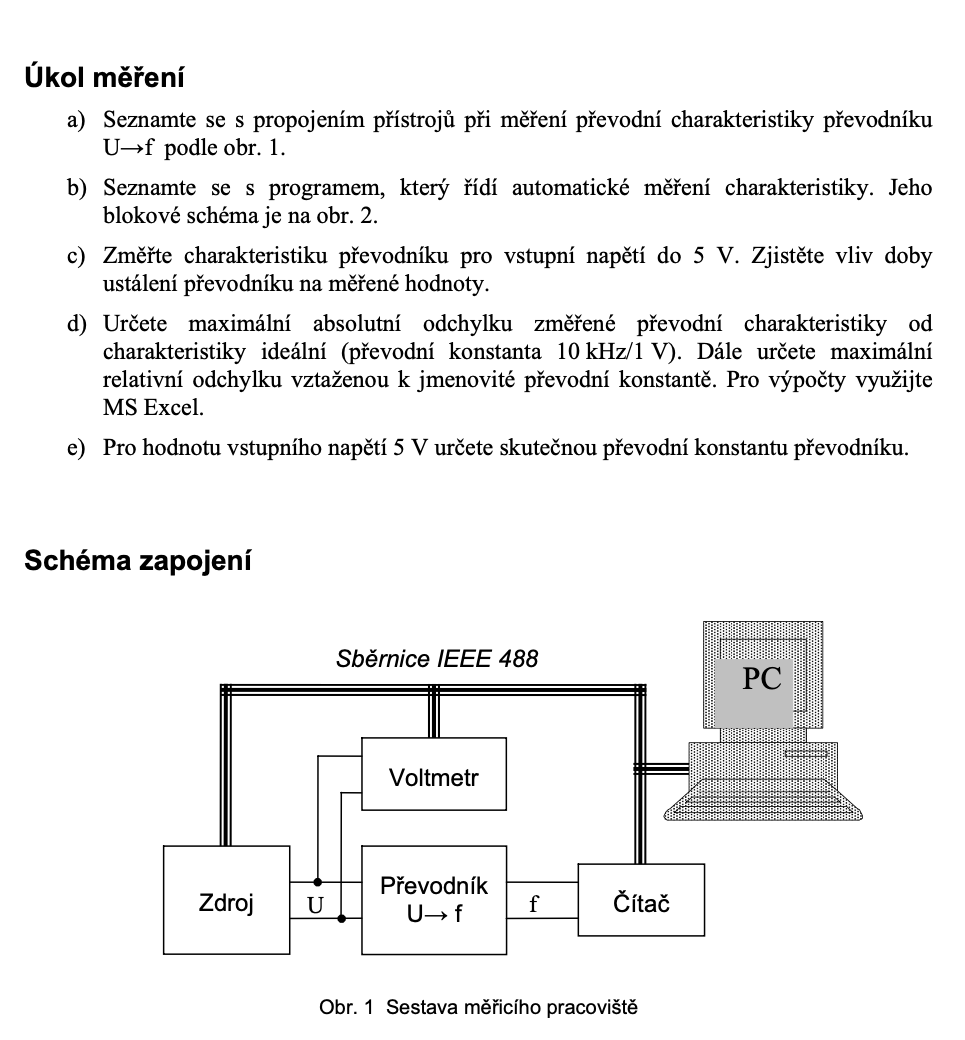 Úkol měření
a) Seznamte se s propojením přístrojů při měření převodní charakteristiky převodníku
U→f podle obr. 1.
b) Seznamte se s programem, který řídí automatické měření charakteristiky. Jeho
blokové schéma je na obr. 2.
c) Změřte charakteristiku převodníku pro vstupní napětí do 5 V. Zjistěte vliv doby
ustálení převodníku na měřené hodnoty.
d) Určete maximální absolutní odchylku změřené převodní charakteristiky od
charakteristiky ideální (převodní konstanta 10 kHz/1 V). Dále určete maximální
relativní odchylku vztaženou k jmenovité převodní konstantě. Pro výpočty využijte
MS Excel.
e) Pro hodnotu vstupního napětí 5 V určete skutečnou převodní konstantu převodníku.
Schéma zapojení
Sběrnice IEEE 488
PC
Voltmetr
Zdroj
U
Převodník
U→ f
f
Čítač
Obr. 1 Sestava měřicího pracoviště